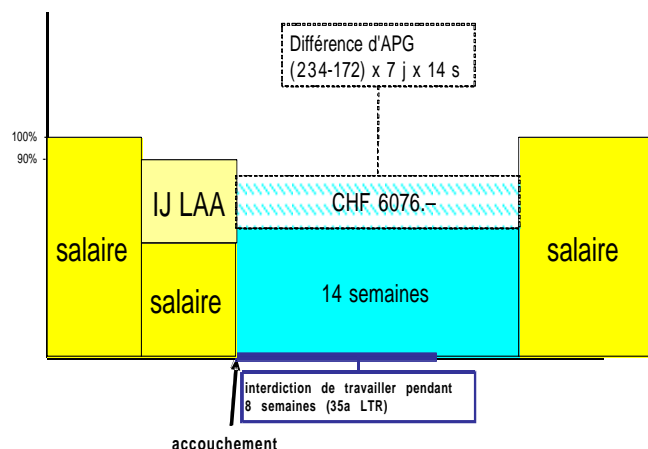 Différence d'APG
(234-172) x 7 j x 14 s
100%
90%
IJ LAA
CHF 6076.–
salaire
salaire
14 semaines
salaire
interdiction de travailler pendant
8 semaines (35a LTR)
accouchement